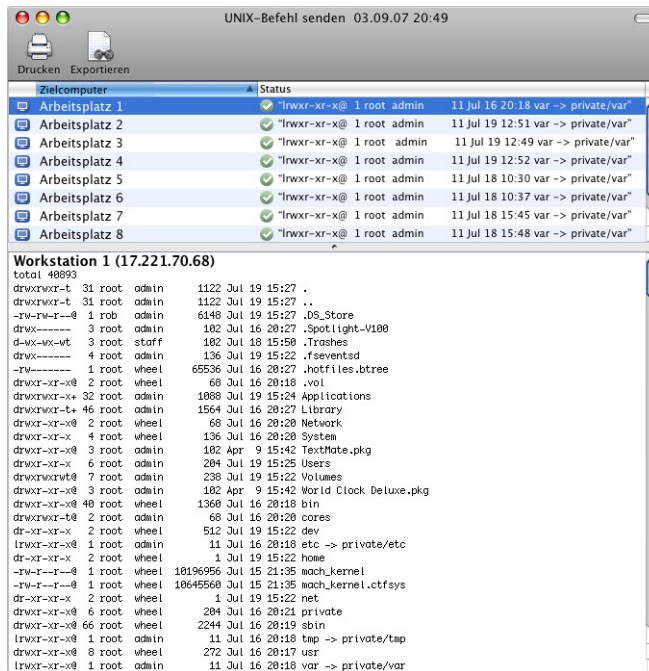 UNIX-Befehl senden 03.09.07 20:49
Drucken Exportieren
Zielcomputer Status
Arbeitsplatz 1 "lrwxr-xr-x@ 1 root admin 11 Jul 16 20:18 var -> private/var"
Arbeitsplatz 2 "lrwxr-xr-x@ 1 root admin 11 Jul 19 12:51 var -> private/var"
Arbeitsplatz 3 "lrwxr-xr-x@ 1 root admin 11 Jul 19 12:49 var -> private/var"
Arbeitsplatz 4 "lrwxr-xr-x@ 1 root admin 11 Jul 19 12:52 var -> private/var"
Arbeitsplatz 5 "lrwxr-xr-x@ 1 root admin 11 Jul 18 10:30 var -> private/var"
Arbeitsplatz 6 "lrwxr-xr-x@ 1 root admin 11 Jul 18 10:37 var -> private/var"
Arbeitsplatz 7 "lrwxr-xr-x@ 1 root admin 11 Jul 18 15:45 var -> private/var"
Arbeitsplatz 8 "lrwxr-xr-x@ 1 root admin 11 Jul 18 15:48 var -> private/var"
Workstation 1 (17.221.70.68)
total 40893
drwxrwxr-t 31 root admin 1122 Jul 19 15:27 .
drwxrwxr-t 31 root admin 1122 Jul 19 15:27 ..
-rw-rw-r--@ 1 rob admin 6148 Jul 19 15:27 .DS_Store
drwx------ 3 root admin 102 Jul 16 20:27 .Spotlight-V100
d-wx-wx-wt 3 root staff 102 Jul 18 15:50 .Trashes
drwx------ 4 root admin 136 Jul 19 15:22 .fseventsd
-rw------- 1 root wheel 65536 Jul 16 20:27 .hotfiles.btree
drwxr-xr-x@ 2 root wheel 68 Jul 16 20:18 .vol
drwxrwxr-x+ 32 root admin 1088 Jul 19 15:24 Applications
drwxrwxr-t+ 46 root admin 1564 Jul 16 20:27 Library
drwxr-xr-x@ 2 root wheel 68 Jul 16 20:20 Network
drwxr-xr-x 4 root wheel 136 Jul 16 20:20 System
drwxr-xr-x@ 3 root admin 102 Apr 9 15:42 TextMate.pkg
drwxr-xr-x 6 root admin 204 Jul 19 15:25 Users
drwxrwxrwt@ 7 root admin 238 Jul 19 15:22 Volumes
drwxr-xr-x@ 3 root admin 102 Apr 9 15:42 World Clock Deluxe.pkg
drwxr-xr-x@ 40 root wheel 1360 Jul 16 20:18 bin
drwxrwxr-t@ 2 root admin 68 Jul 16 20:20 cores
dr-xr-xr-x 2 root wheel 512 Jul 19 15:22 dev
lrwxr-xr-x@ 1 root admin 11 Jul 16 20:18 etc -> private/etc
dr-xr-xr-x 2 root wheel 1 Jul 19 15:22 home
-rw-r--r--@ 1 root wheel 10196956 Jul 15 21:35 mach_kernel
-rw-r--r--@ 1 root wheel 10645560 Jul 15 21:35 mach_kernel.ctfsys
dr-xr-xr-x 2 root wheel 1 Jul 19 15:22 net
drwxr-xr-x@ 6 root wheel 204 Jul 16 20:21 private
drwxr-xr-x@ 66 root wheel 2244 Jul 16 20:19 sbin
lrwxr-xr-x@ 1 root admin 11 Jul 16 20:18 tmp -> private/tmp
drwxr-xr-x@ 8 root wheel 272 Jul 16 20:17 usr
lrwxr-xr-x@ 1 root admin 11 Jul 16 20:18 var -> private/var